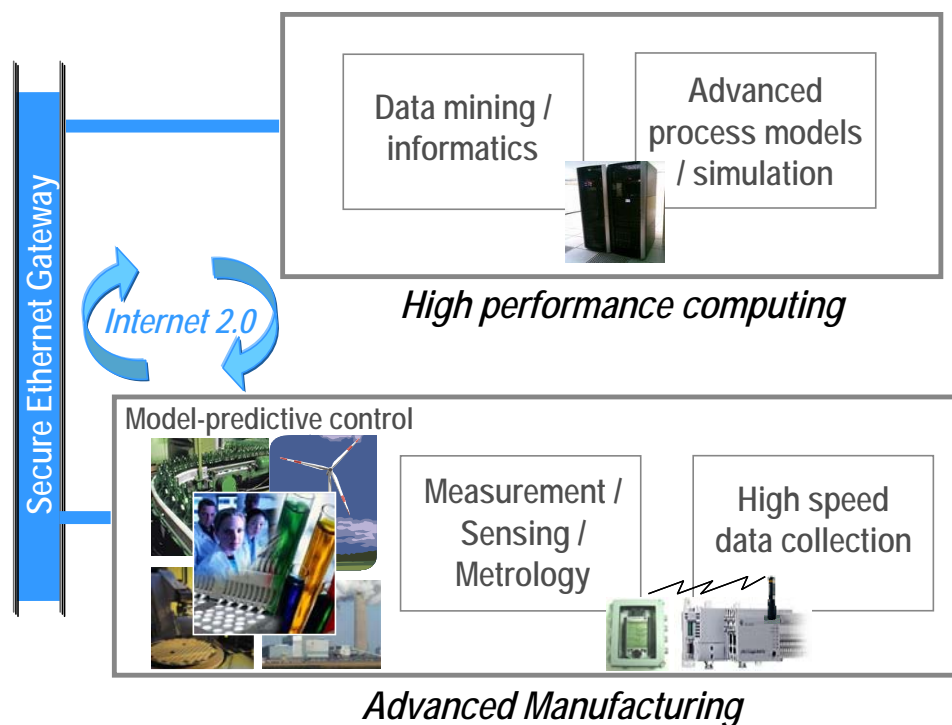 Data mining /
informatics
Advanced
process models
/ simulation
High performance computing
Secure Ethernet Gateway
Internet 2.0
Model-predictive control
Measurement /
Sensing /
Metrology
High speed
data collection
Advanced Manufacturing